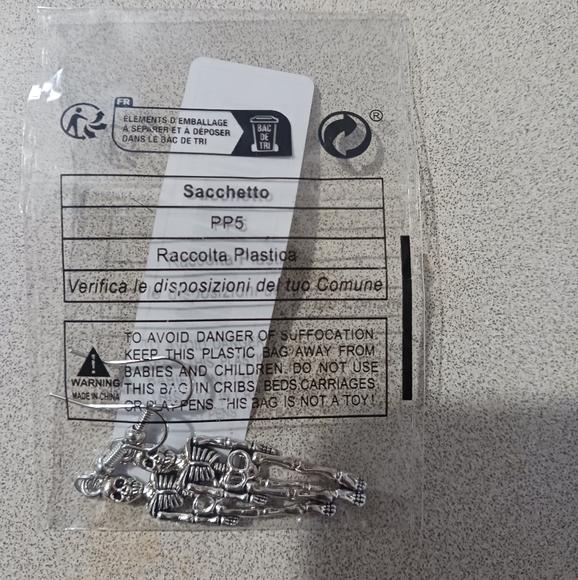 FR
ÉLÉMENTS D'EMBALLAGE
À SÉPARER ET À DÉPOSER
DANS LE BAC DE TRI
BAC
DE
TRI
®
Sacchetto
PP5
Raccolta Plastica
Verifica le disposizioni del tuo Comune
TO AVOID DANGER OF SUFFOCATION.
KEEP THIS PLASTIC BAG AWAY FROM
BABIES AND CHILDREN. DO NOT USE
THIS BAG IN CRIBS, BEDS CARRIAGES
OR PLAYPENS. THIS BAG IS NOT A TOY!
WARNING
MADE IN CHINA